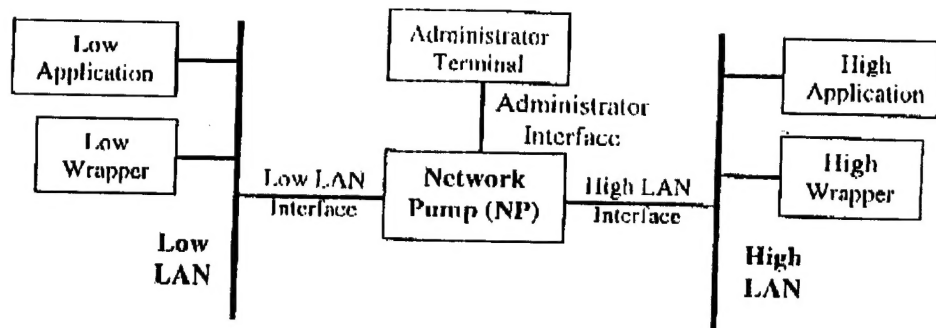 Low
Application
Administrator
Terminal
High
Application
Administrator
Interface
Low
Wrapper
High
Wrapper
Low LAN
Interface
Network
Pump (NP)
High LAN
Interface
Low
LAN
High
LAN